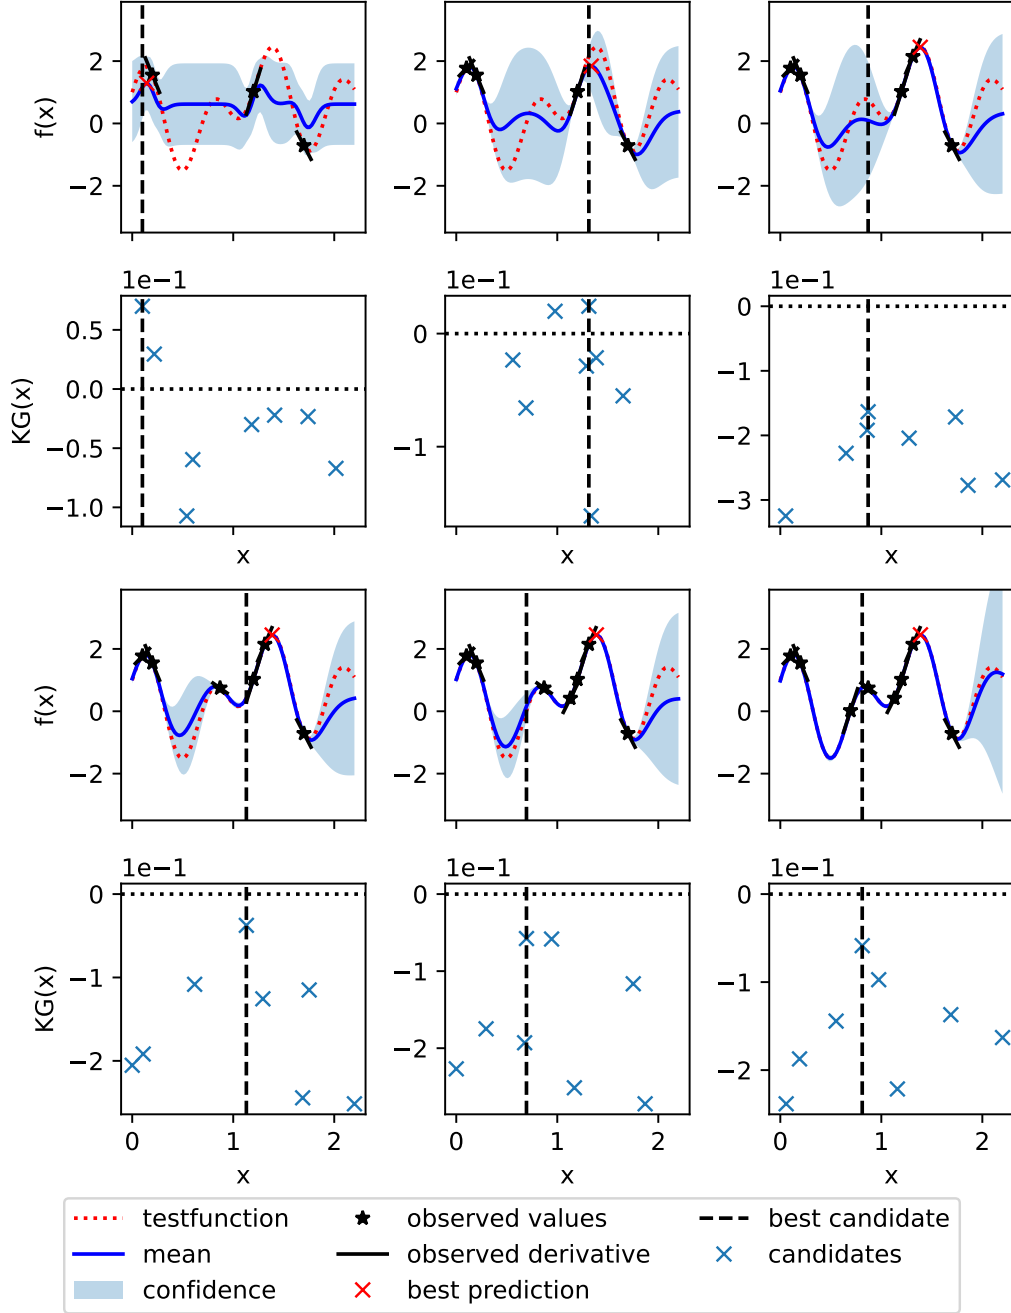 f(x)
2
0
−2
2
0
−2
2
0
−2
1e−1
1e−1
1e−1
KG(x)
0.5
0.0
−0.5
−1.0
0
−1
0
−1
−2
−3
x
x
x
f(x)
2
0
−2
2
0
−2
2
0
−2
1e−1
1e−1
1e−1
KG(x)
0
−1
−2
0
−1
−2
0
−1
−2
0 1 2
0 1 2
0 1 2
x
x
x
testfunction
observed values
best candidate
mean
observed derivative
candidates
confidence
best prediction